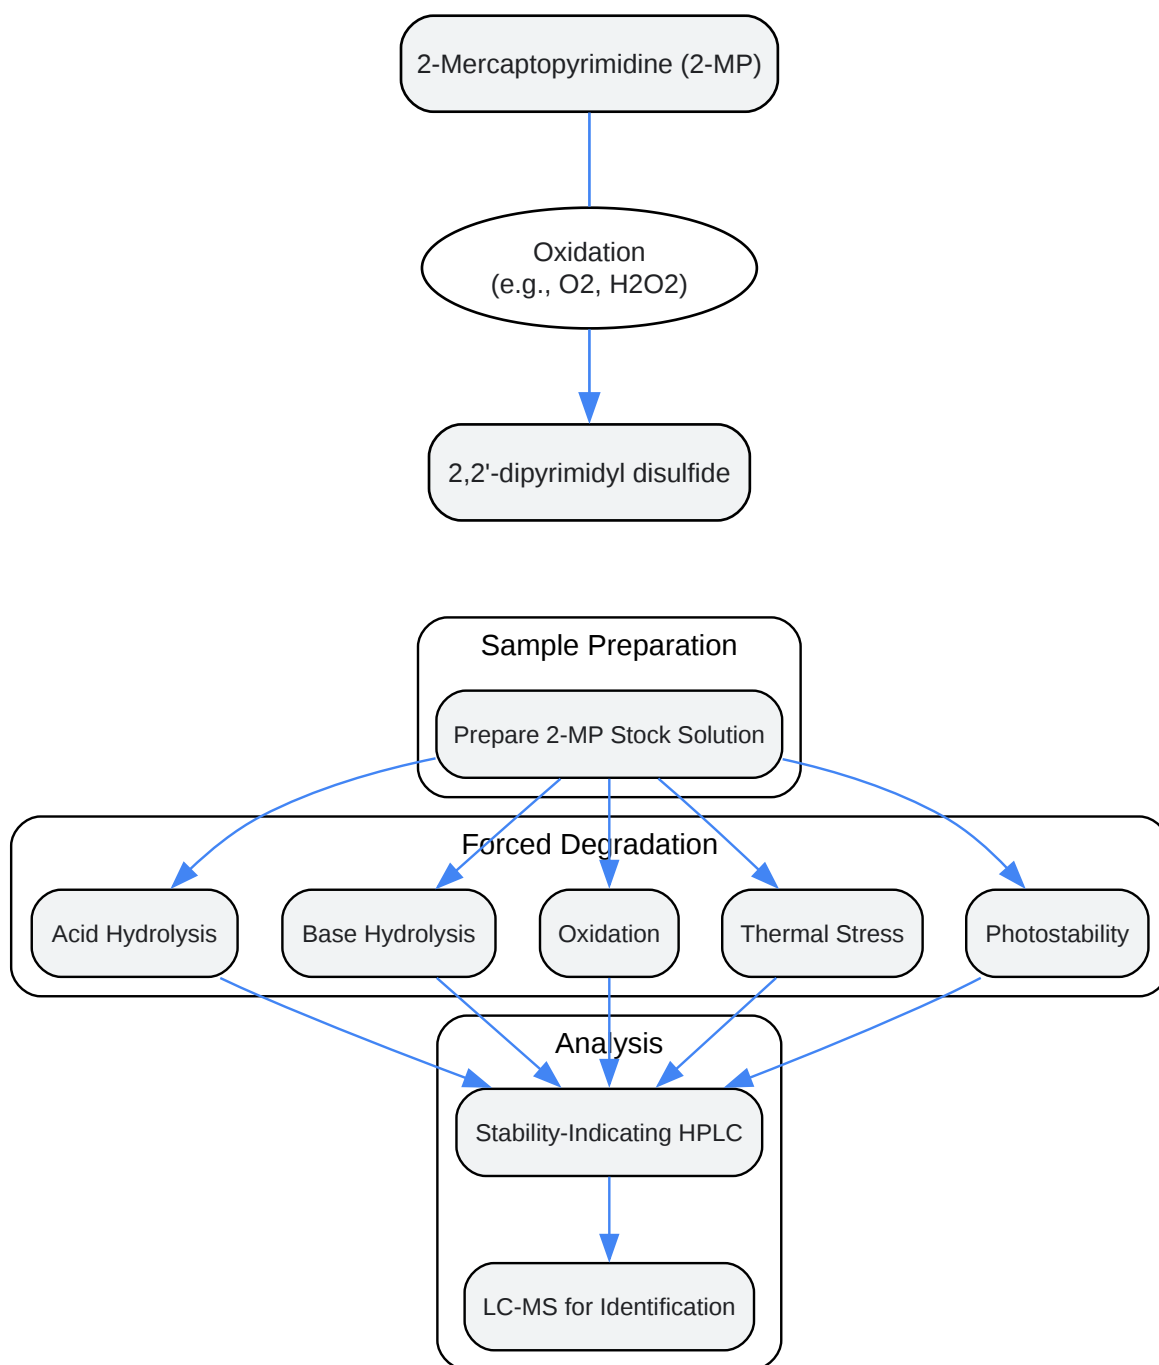 2-Mercaptopyrimidine (2-MP)
Oxidation
(e.g., O2, H2O2)
2,2'-dipyrimidyl disulfide
Sample Preparation
Prepare 2-MP Stock Solution
Forced Degradation
Acid Hydrolysis
Base Hydrolysis
Oxidation
Thermal Stress
Photostability
Analysis
Stability-Indicating HPLC
LC-MS for Identification